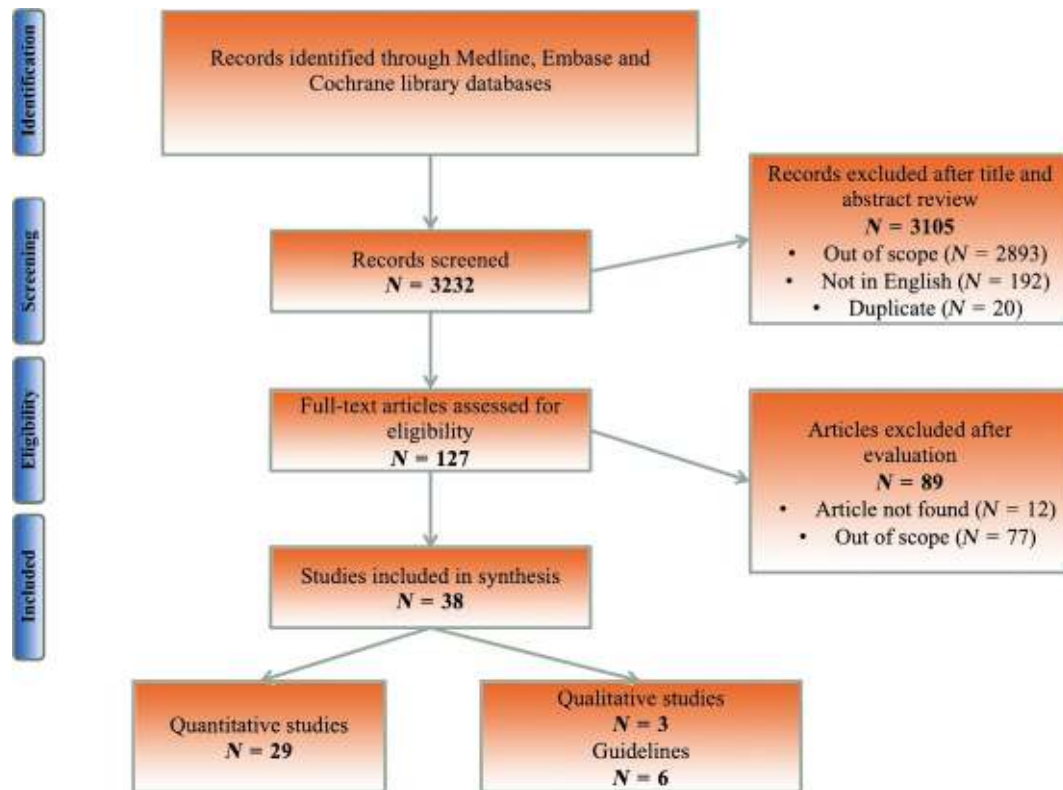 Identification
Records identified through Medline, Embase and
Cochrane library databases
Screening
Records screened
N = 3232
Records excluded after title and
abstract review
N = 3105
• Out of scope (N = 2893)
• Not in English (N = 192)
• Duplicate (N = 20)
Eligibility
Full-text articles assessed for
eligibility
N = 127
Articles excluded after
evaluation
N = 89
• Article not found (N = 12)
• Out of scope (N = 77)
Included
Studies included in synthesis
N = 38
Quantitative studies
N = 29
Qualitative studies
N = 3
Guidelines
N = 6